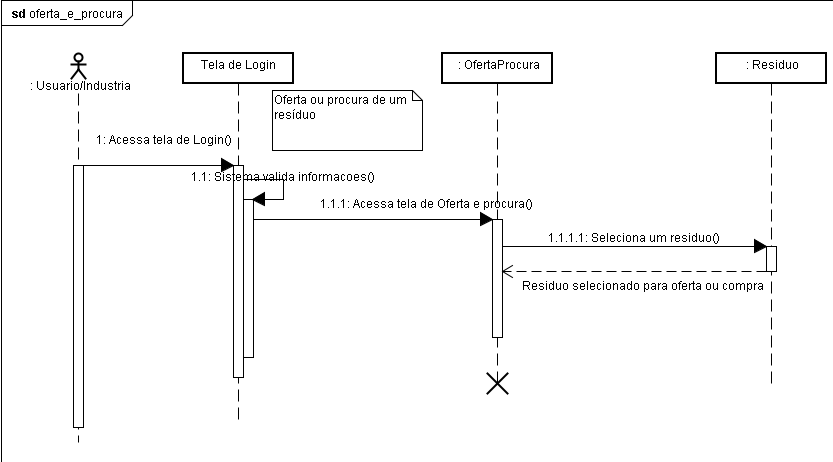 sd oferta_e_procura
: Usuario/Industria
Tela de Login
: OfertaProcura
: Residuo
Oferta ou procura de um
resíduo
1: Acessa tela de Login()
1.1: Sistema valida informacoes()
1.1.1: Acessa tela de Oferta e procura()
1.1.1.1: Seleciona um residuo()
Residuo selecionado para oferta ou compra